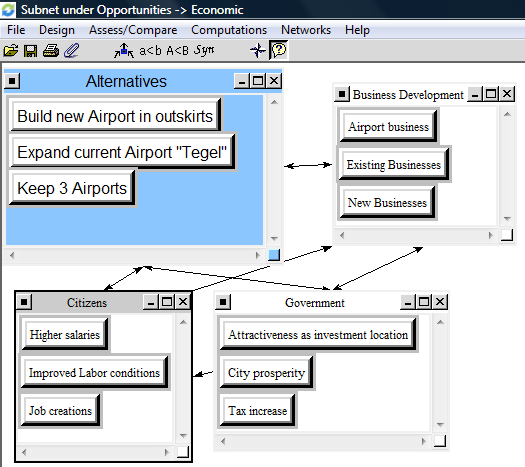 Subnet under Opportunities -> Economic
File Design Assess/Compare Computations Networks Help
a<b A<B Syn
Alternatives
Build new Airport in outskirts
Expand current Airport "Tegel"
Keep 3 Airports
Business Development
Airport business
Existing Businesses
New Businesses
Citizens
Higher salaries
Improved Labor conditions
Job creations
Government
Attractiveness as investment location
City prosperity
Tax increase